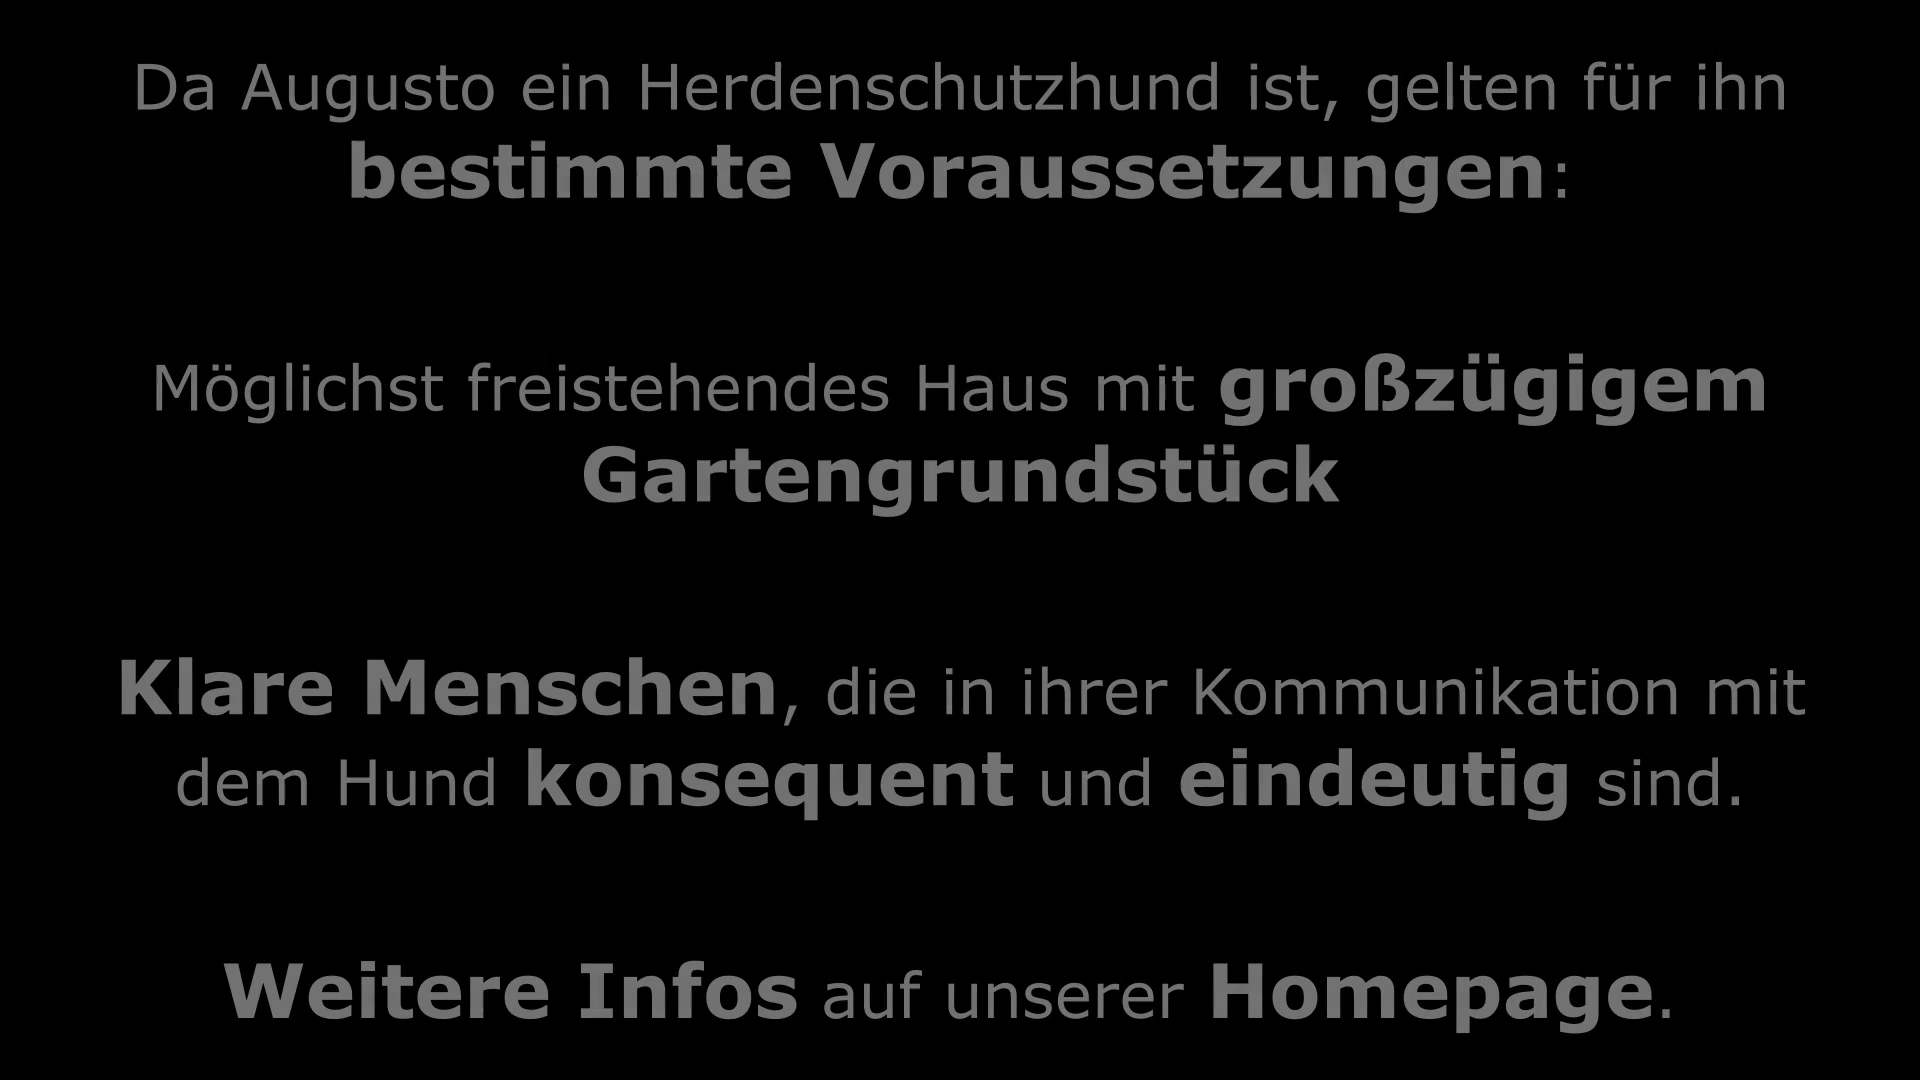 Da Augusto ein Herdenschutzhund ist, gelten für ihn
bestimmte Voraussetzungen:
Möglichst freistehendes Haus mit großzügigem
Gartengrundstück
Klare Menschen, die in ihrer Kommunikation mit
dem Hund konsequent und eindeutig sind.
Weitere Infos auf unserer Homepage.